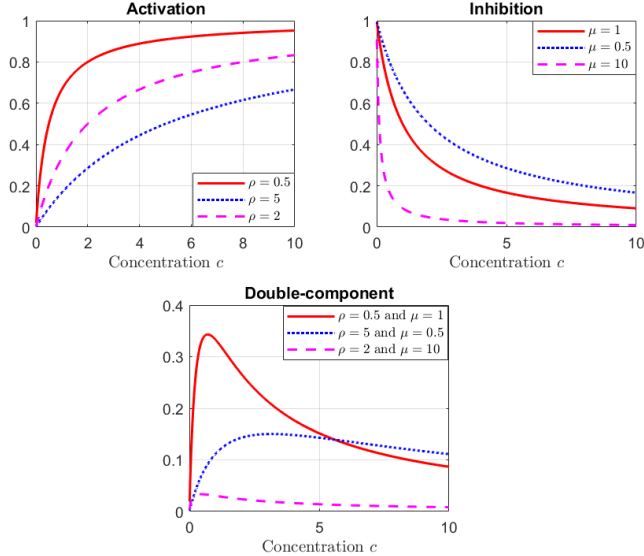 Activation
1
0.8
0.6
0.4
0.2
0
0 2 4 6 8 10
Concentration c
ρ = 0.5
ρ = 5
ρ = 2
Inhibition
1
0.8
0.6
0.4
0.2
0
0 5 10
Concentration c
μ = 1
μ = 0.5
μ = 10
Double-component
0.4
0.3
0.2
0.1
0
0 5 10
Concentration c
ρ = 0.5 and μ = 1
ρ = 5 and μ = 0.5
ρ = 2 and μ = 10